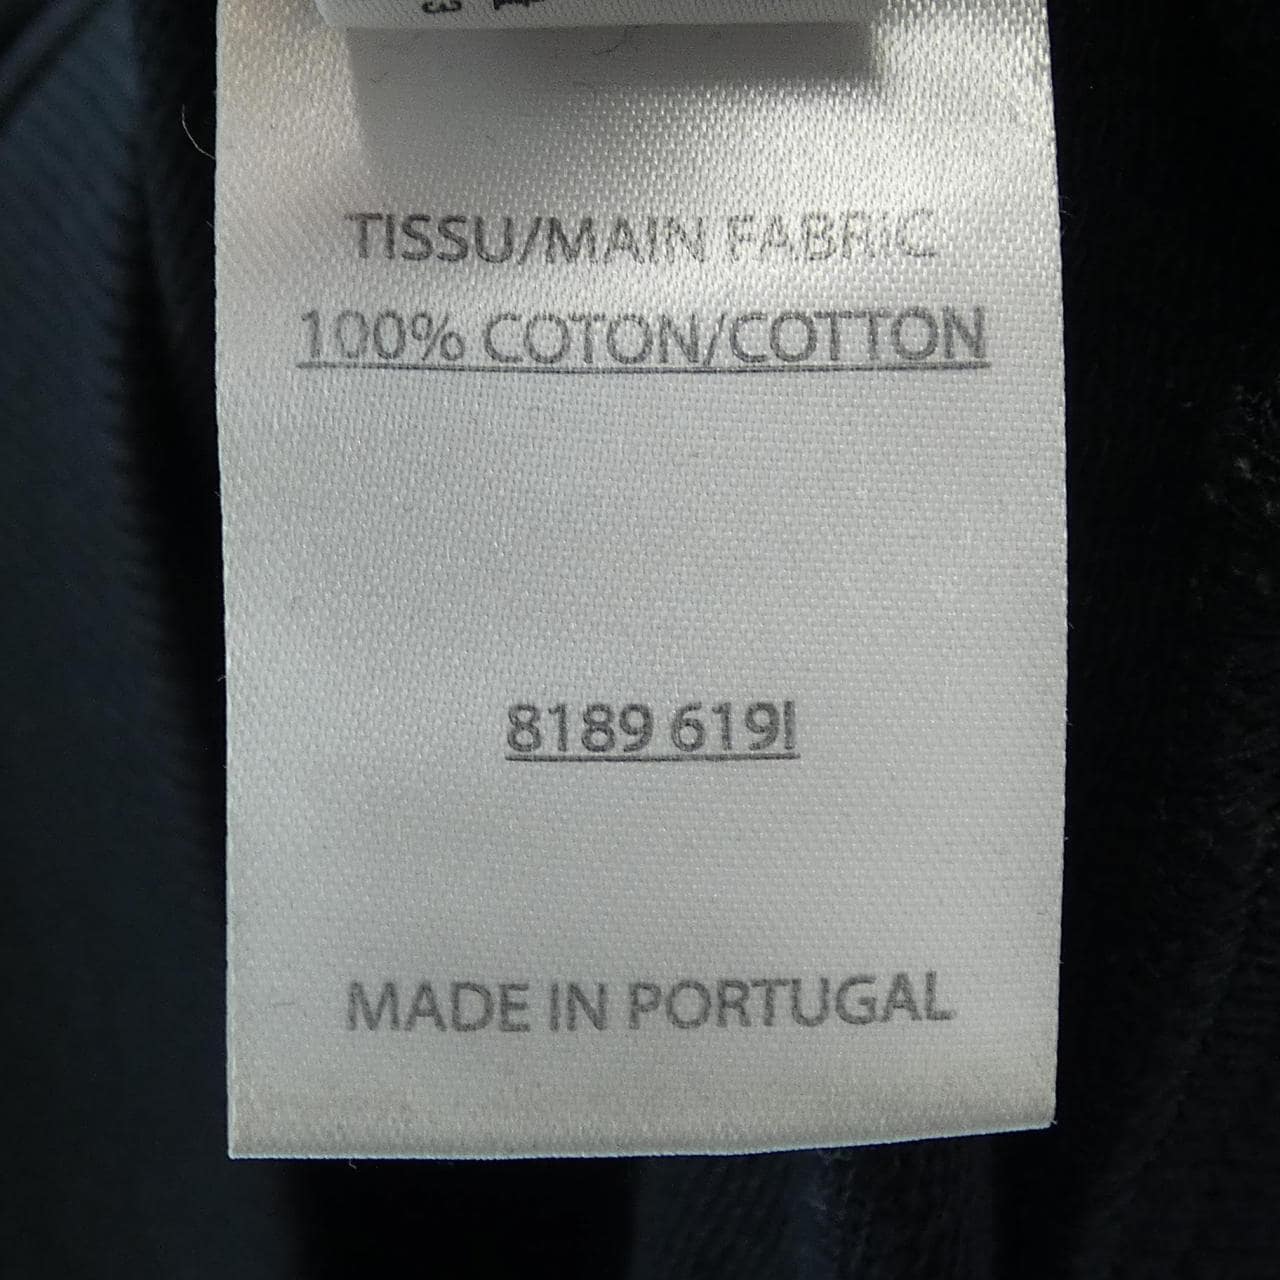 TISSU/MAIN FABRIC
100% COTON/COTTON
8189 619I
MADE IN PORTUGAL